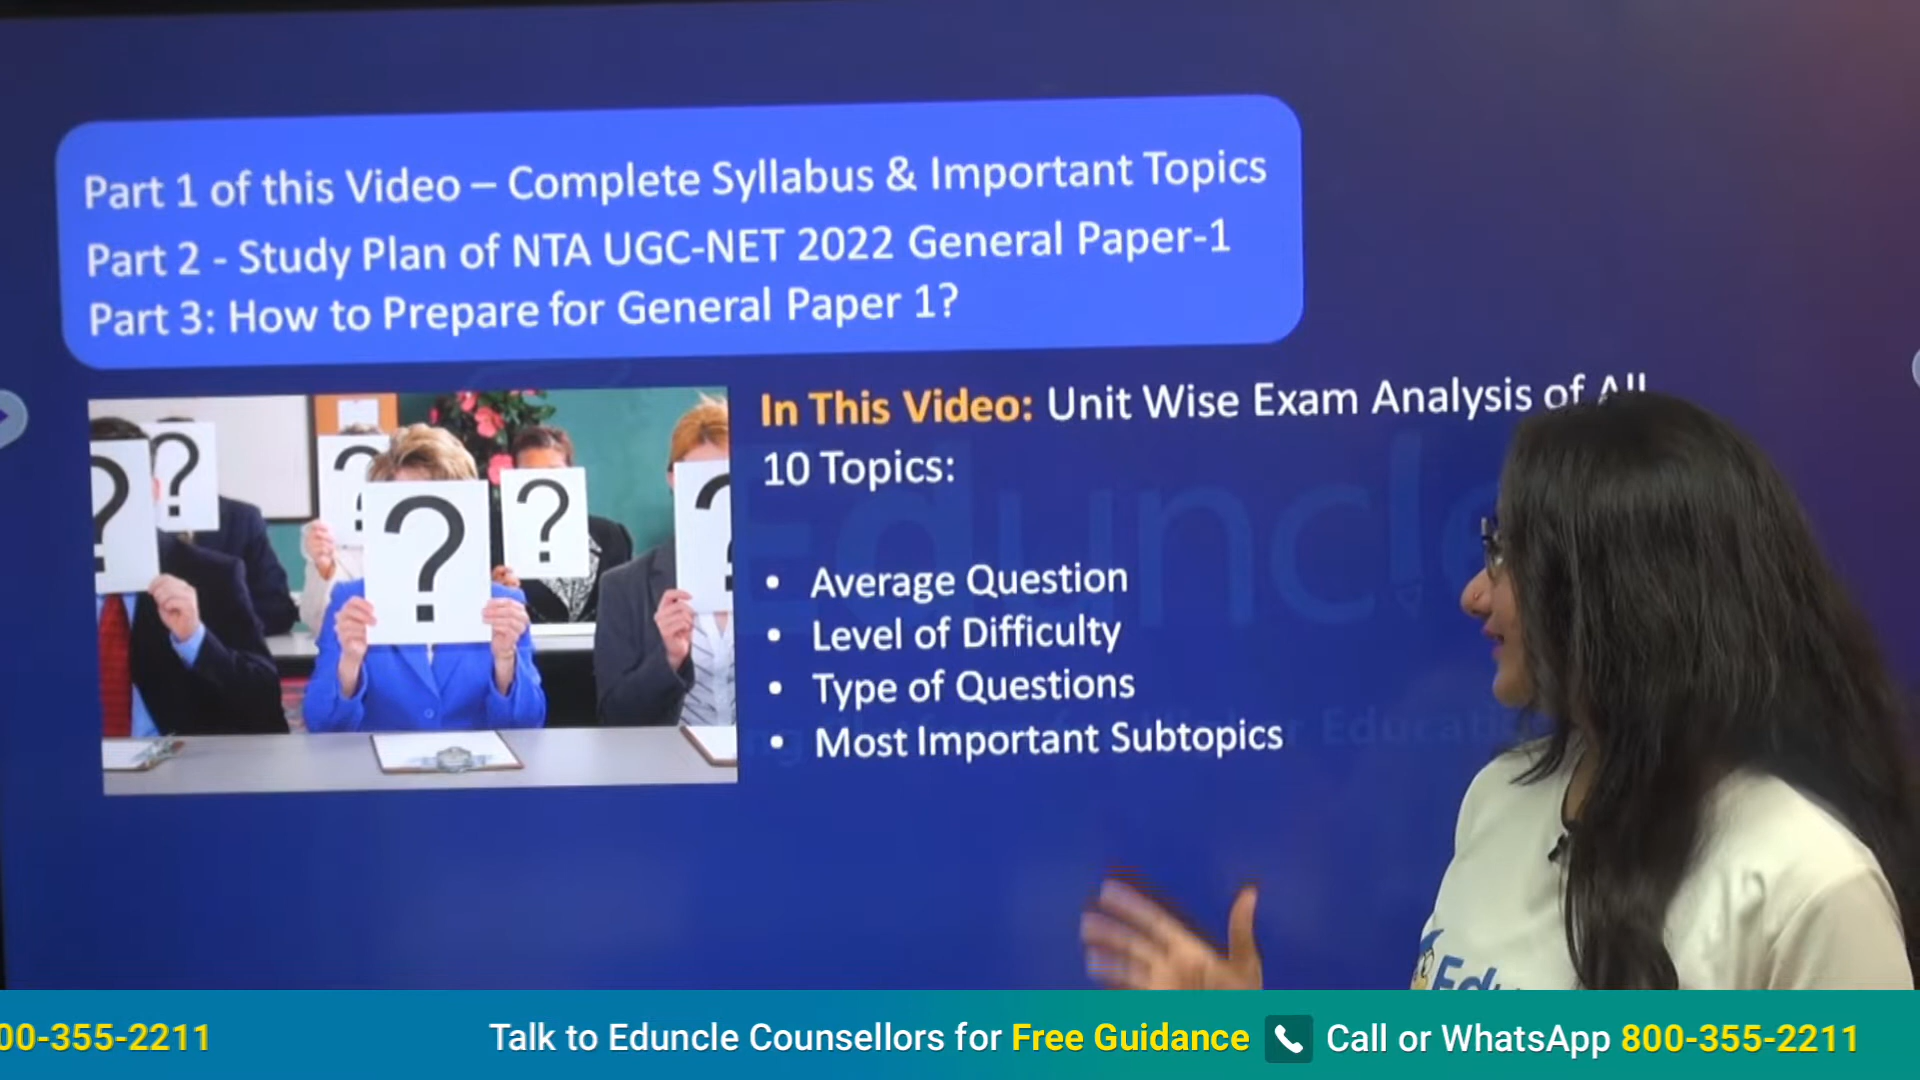 Part 1 of this Video – Complete Syllabus & Important Topics
Part 2 - Study Plan of NTA UGC-NET 2022 General Paper-1
Part 3: How to Prepare for General Paper 1?
? ? ? ? ? ?
In This Video: Unit Wise Exam Analysis of All
10 Topics:
• Average Question
• Level of Difficulty
• Type of Questions
• Most Important Subtopics
00-355-2211
Talk to Eduncle Counsellors for Free Guidance Call or WhatsApp 800-355-2211